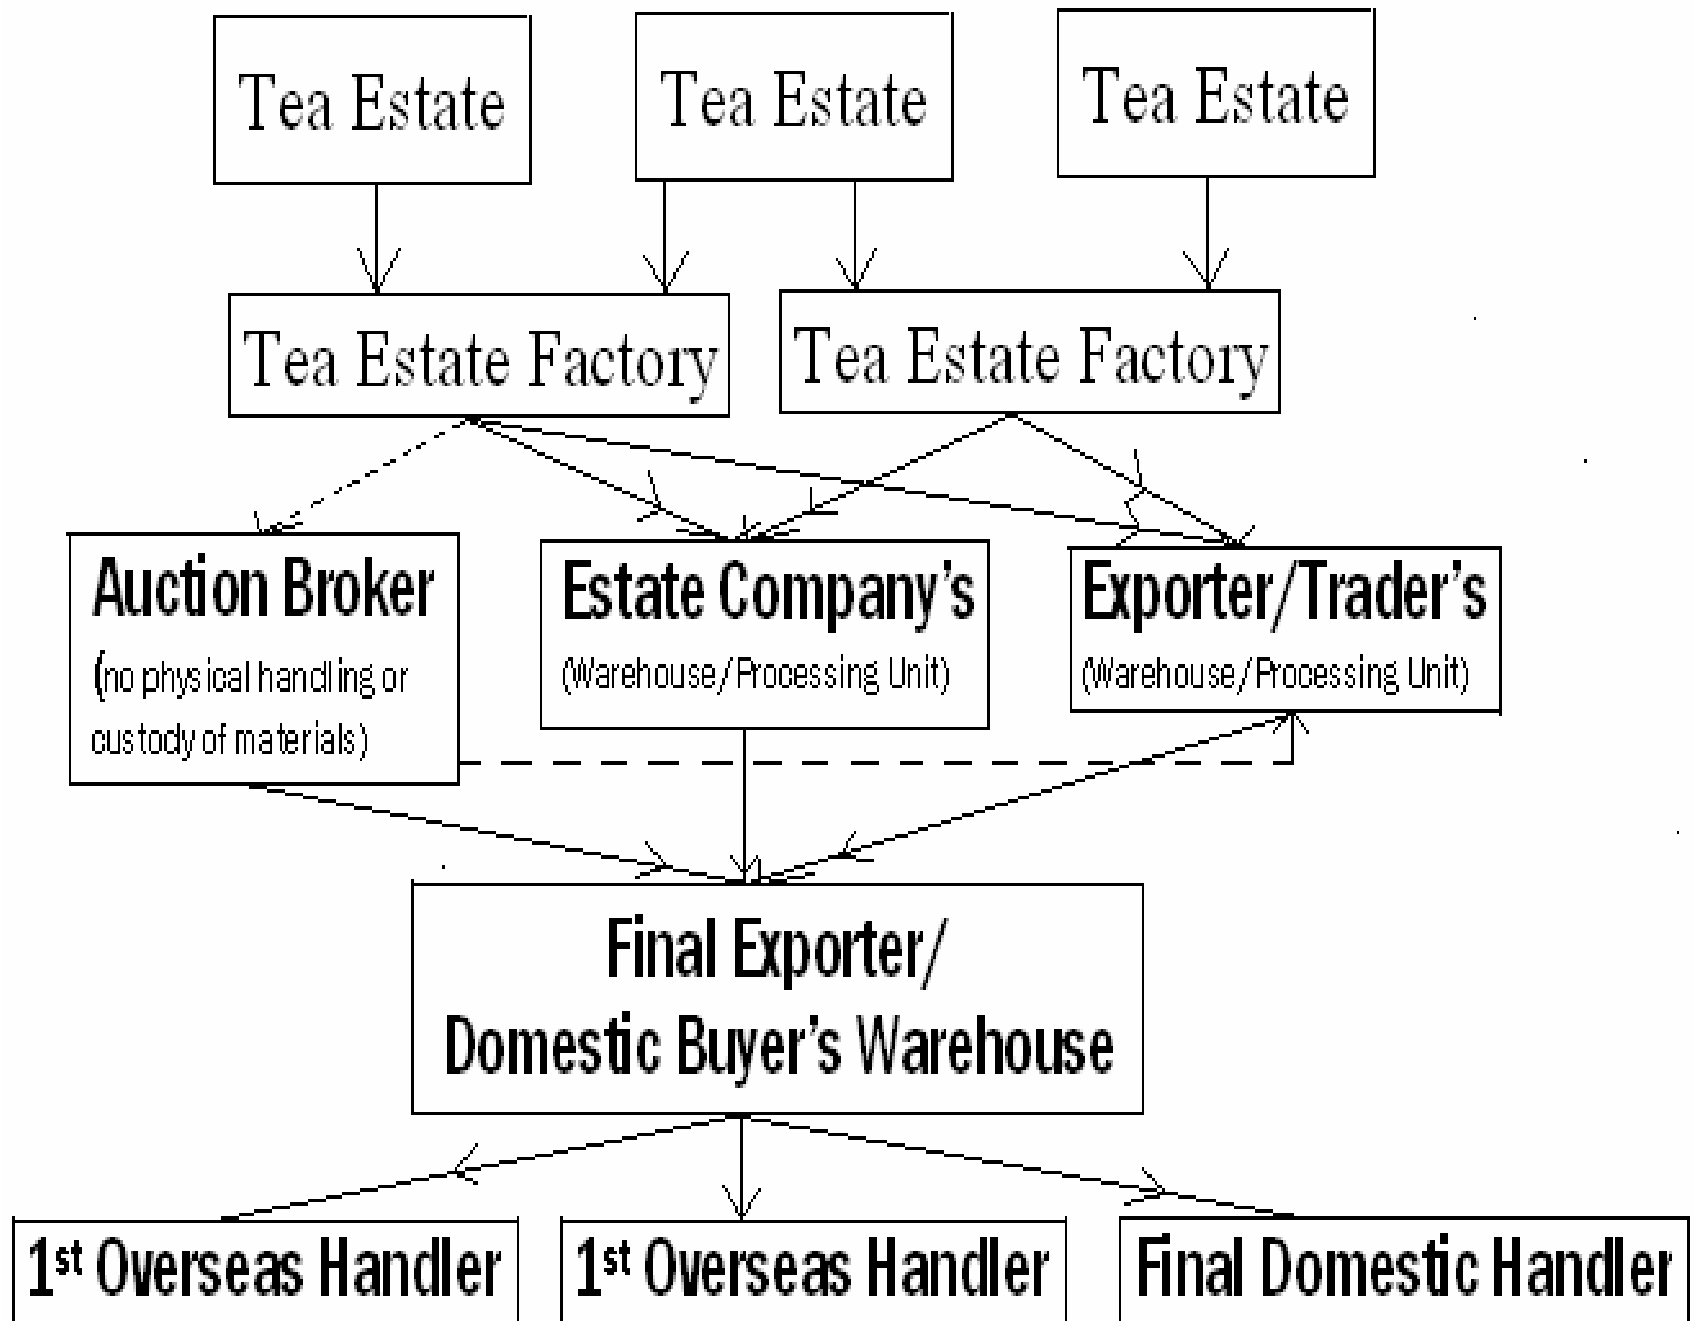 Tea Estate
Tea Estate
Tea Estate
Tea Estate Factory
Tea Estate Factory
Auction Broker
(no physical handling or
custody of materials)
Estate Company's
(Warehouse/Processing Unit)
Exporter/Trader's
(Warehouse/Processing Unit)
Final Exporter/
Domestic Buyer's Warehouse
1st Overseas Handler
1st Overseas Handler
Final Domestic Handler